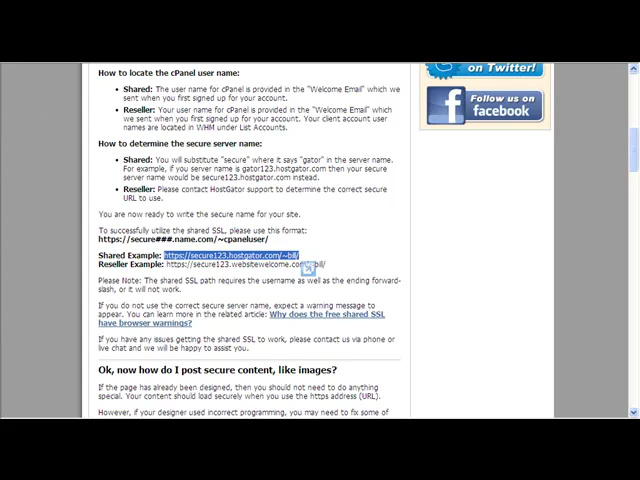 on Twitter!
Follow us on
facebook
How to locate the cPanel user name:
• Shared: The user name for cPanel is provided in the "Welcome Email" which we
sent when you first signed up for your account.
• Reseller: Your user name for cPanel is provided in the "Welcome Email" which
we sent when you first signed up for your account. Your client account user
names are located in WHM under List Accounts.
How to determine the secure server name:
• Shared: You will substitute "secure" where it says "gator" in the server name.
For example, if you server name is gator123.hostgator.com then your secure
server name would be secure123.hostgator.com instead.
• Reseller: Please contact HostGator support to determine the correct secure
URL to use.
You are now ready to write the secure name for your site.
To successfully utilize the shared SSL, please use this format:
https://secure###.name.com/~cpaneluser/
Shared Example: https://secure123.hostgator.com/~bill/
Reseller Example: https://secure123.websitewelcome.com/~bill/
Please Note: The shared SSL path requires the username as well as the ending forward-
slash, or it will not work.
If you do not use the correct secure server name, expect a warning message to
appear. You can learn more in the related article: Why does the free shared SSL
have browser warnings?
If you have any issues getting the shared SSL to work, please contact us via phone or
live chat and we will be happy to assist you.
Ok, now how do I post secure content, like images?
If the page has already been designed, then you should not need to do anything
special. Your content should load securely when you use the https address (URL).
However, if your designer used incorrect programming, you may need to fix some of